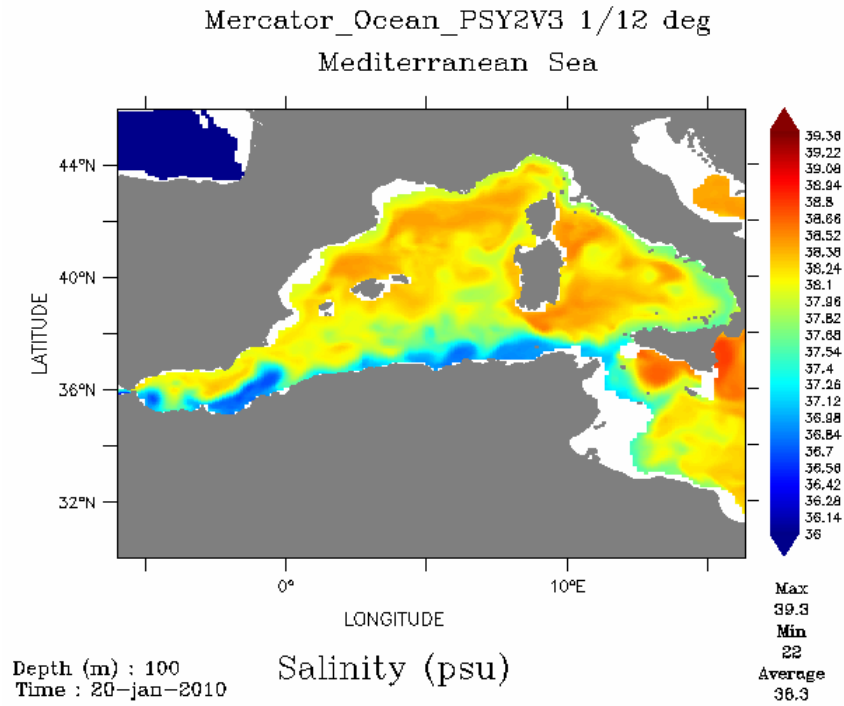 Mercator_Ocean_PSY2V3 1/12 deg
Mediterranean Sea
44°N
40°N
36°N
32°N
LATITUDE
0°
10°E
LONGITUDE
39.36
39.22
39.08
38.94
38.8
38.66
38.52
38.38
38.24
38.1
37.96
37.82
37.68
37.54
37.4
37.26
37.12
36.98
36.84
36.7
36.56
36.42
36.28
36.14
36
Max
39.3
Min
22
Average
38.3
Depth (m) : 100
Time : 20-jan-2010
Salinity (psu)